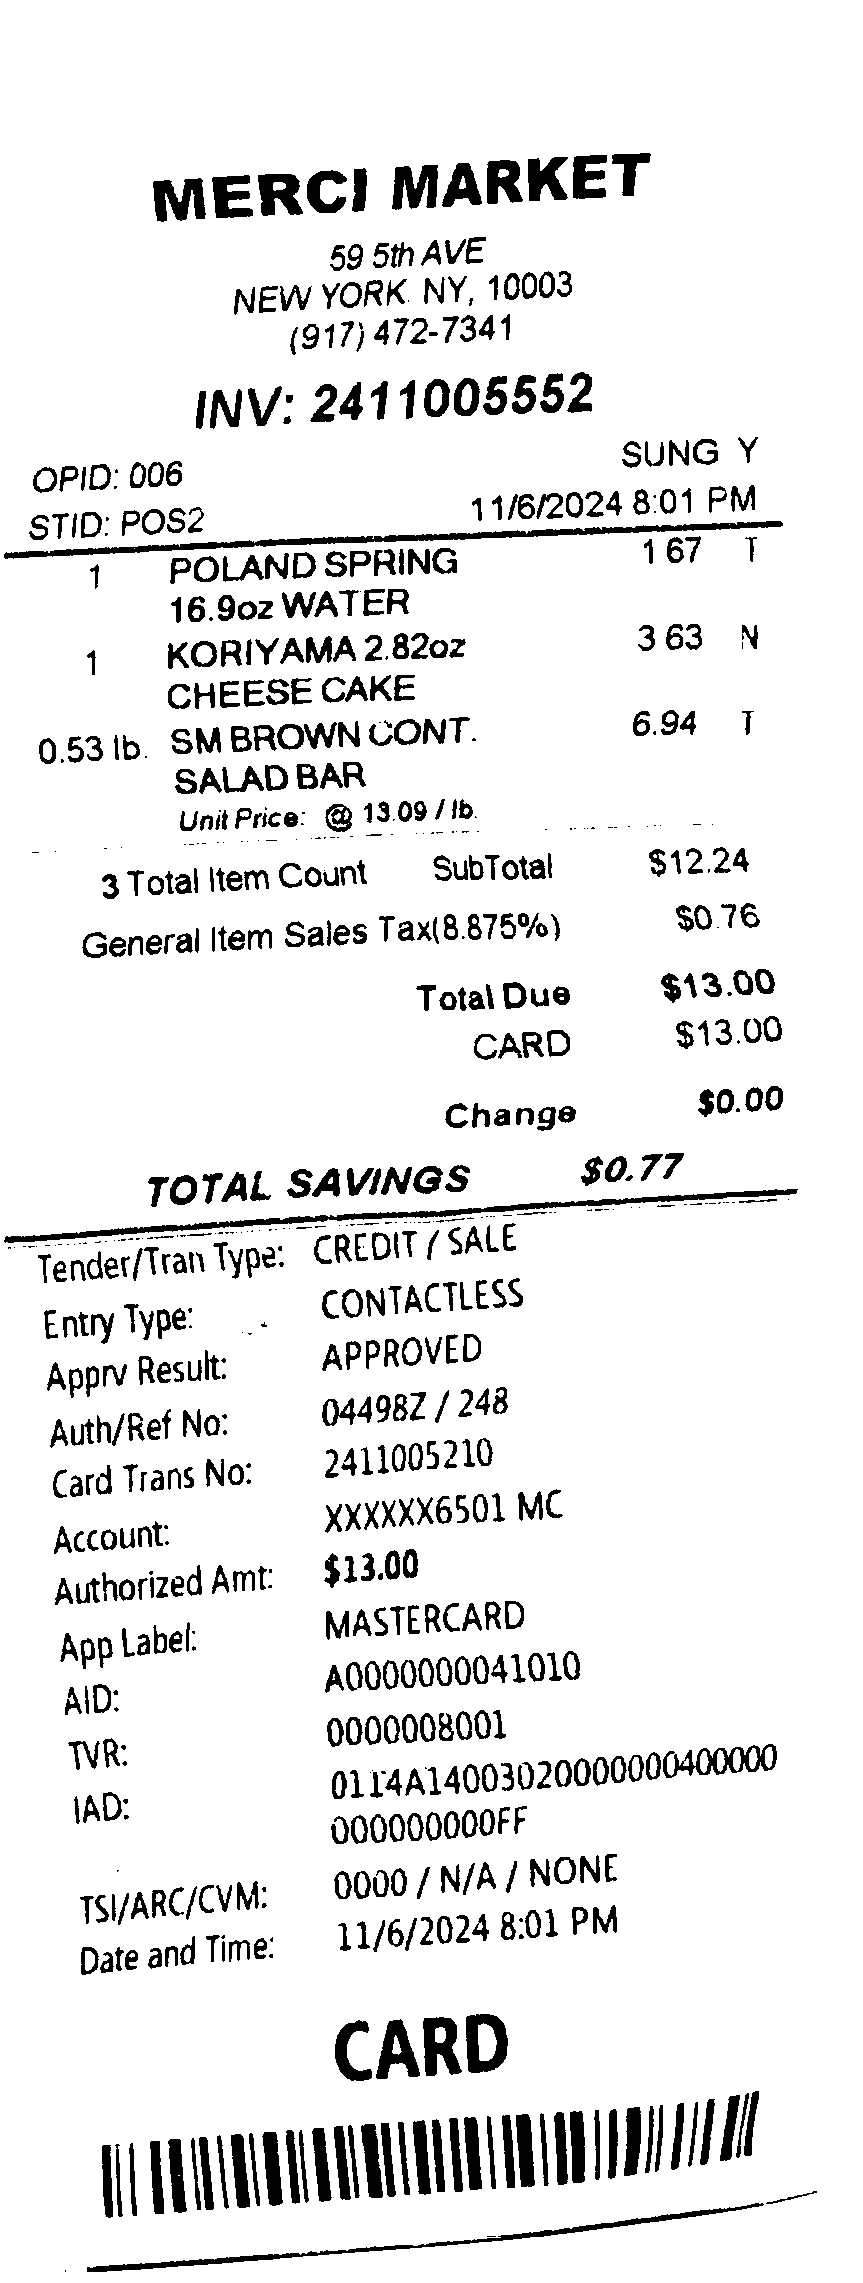 MERCI MARKET
59 5th AVE
NEW YORK NY, 10003
(917) 472-7341
INV: 2411005552
OPID: 006 SUNG Y
STID: POS2 11/6/2024 8:01 PM
1 POLAND SPRING 1 67 T
16.9oz WATER
1 KORIYAMA 2.82oz 3 63 N
CHEESE CAKE
0.53 lb. SM BROWN CONT. 6.94 T
SALAD BAR
Unit Price: @ 13.09 / lb.
3 Total Item Count SubTotal $12.24
General Item Sales Tax(8.875%) $0.76
Total Due $13.00
CARD $13.00
Change $0.00
TOTAL SAVINGS $0.77
Tender/Tran Type: CREDIT / SALE
Entry Type: CONTACTLESS
Apprv Result: APPROVED
Auth/Ref No: 04498Z / 248
Card Trans No: 2411005210
Account: XXXXXX6501 MC
Authorized Amt: $13.00
App Label: MASTERCARD
AID: A0000000041010
TVR: 0000008001
IAD: 0114A14003020000000400000
000000000FF
TSI/ARC/CVM: 0000 / N/A / NONE
Date and Time: 11/6/2024 8:01 PM
CARD